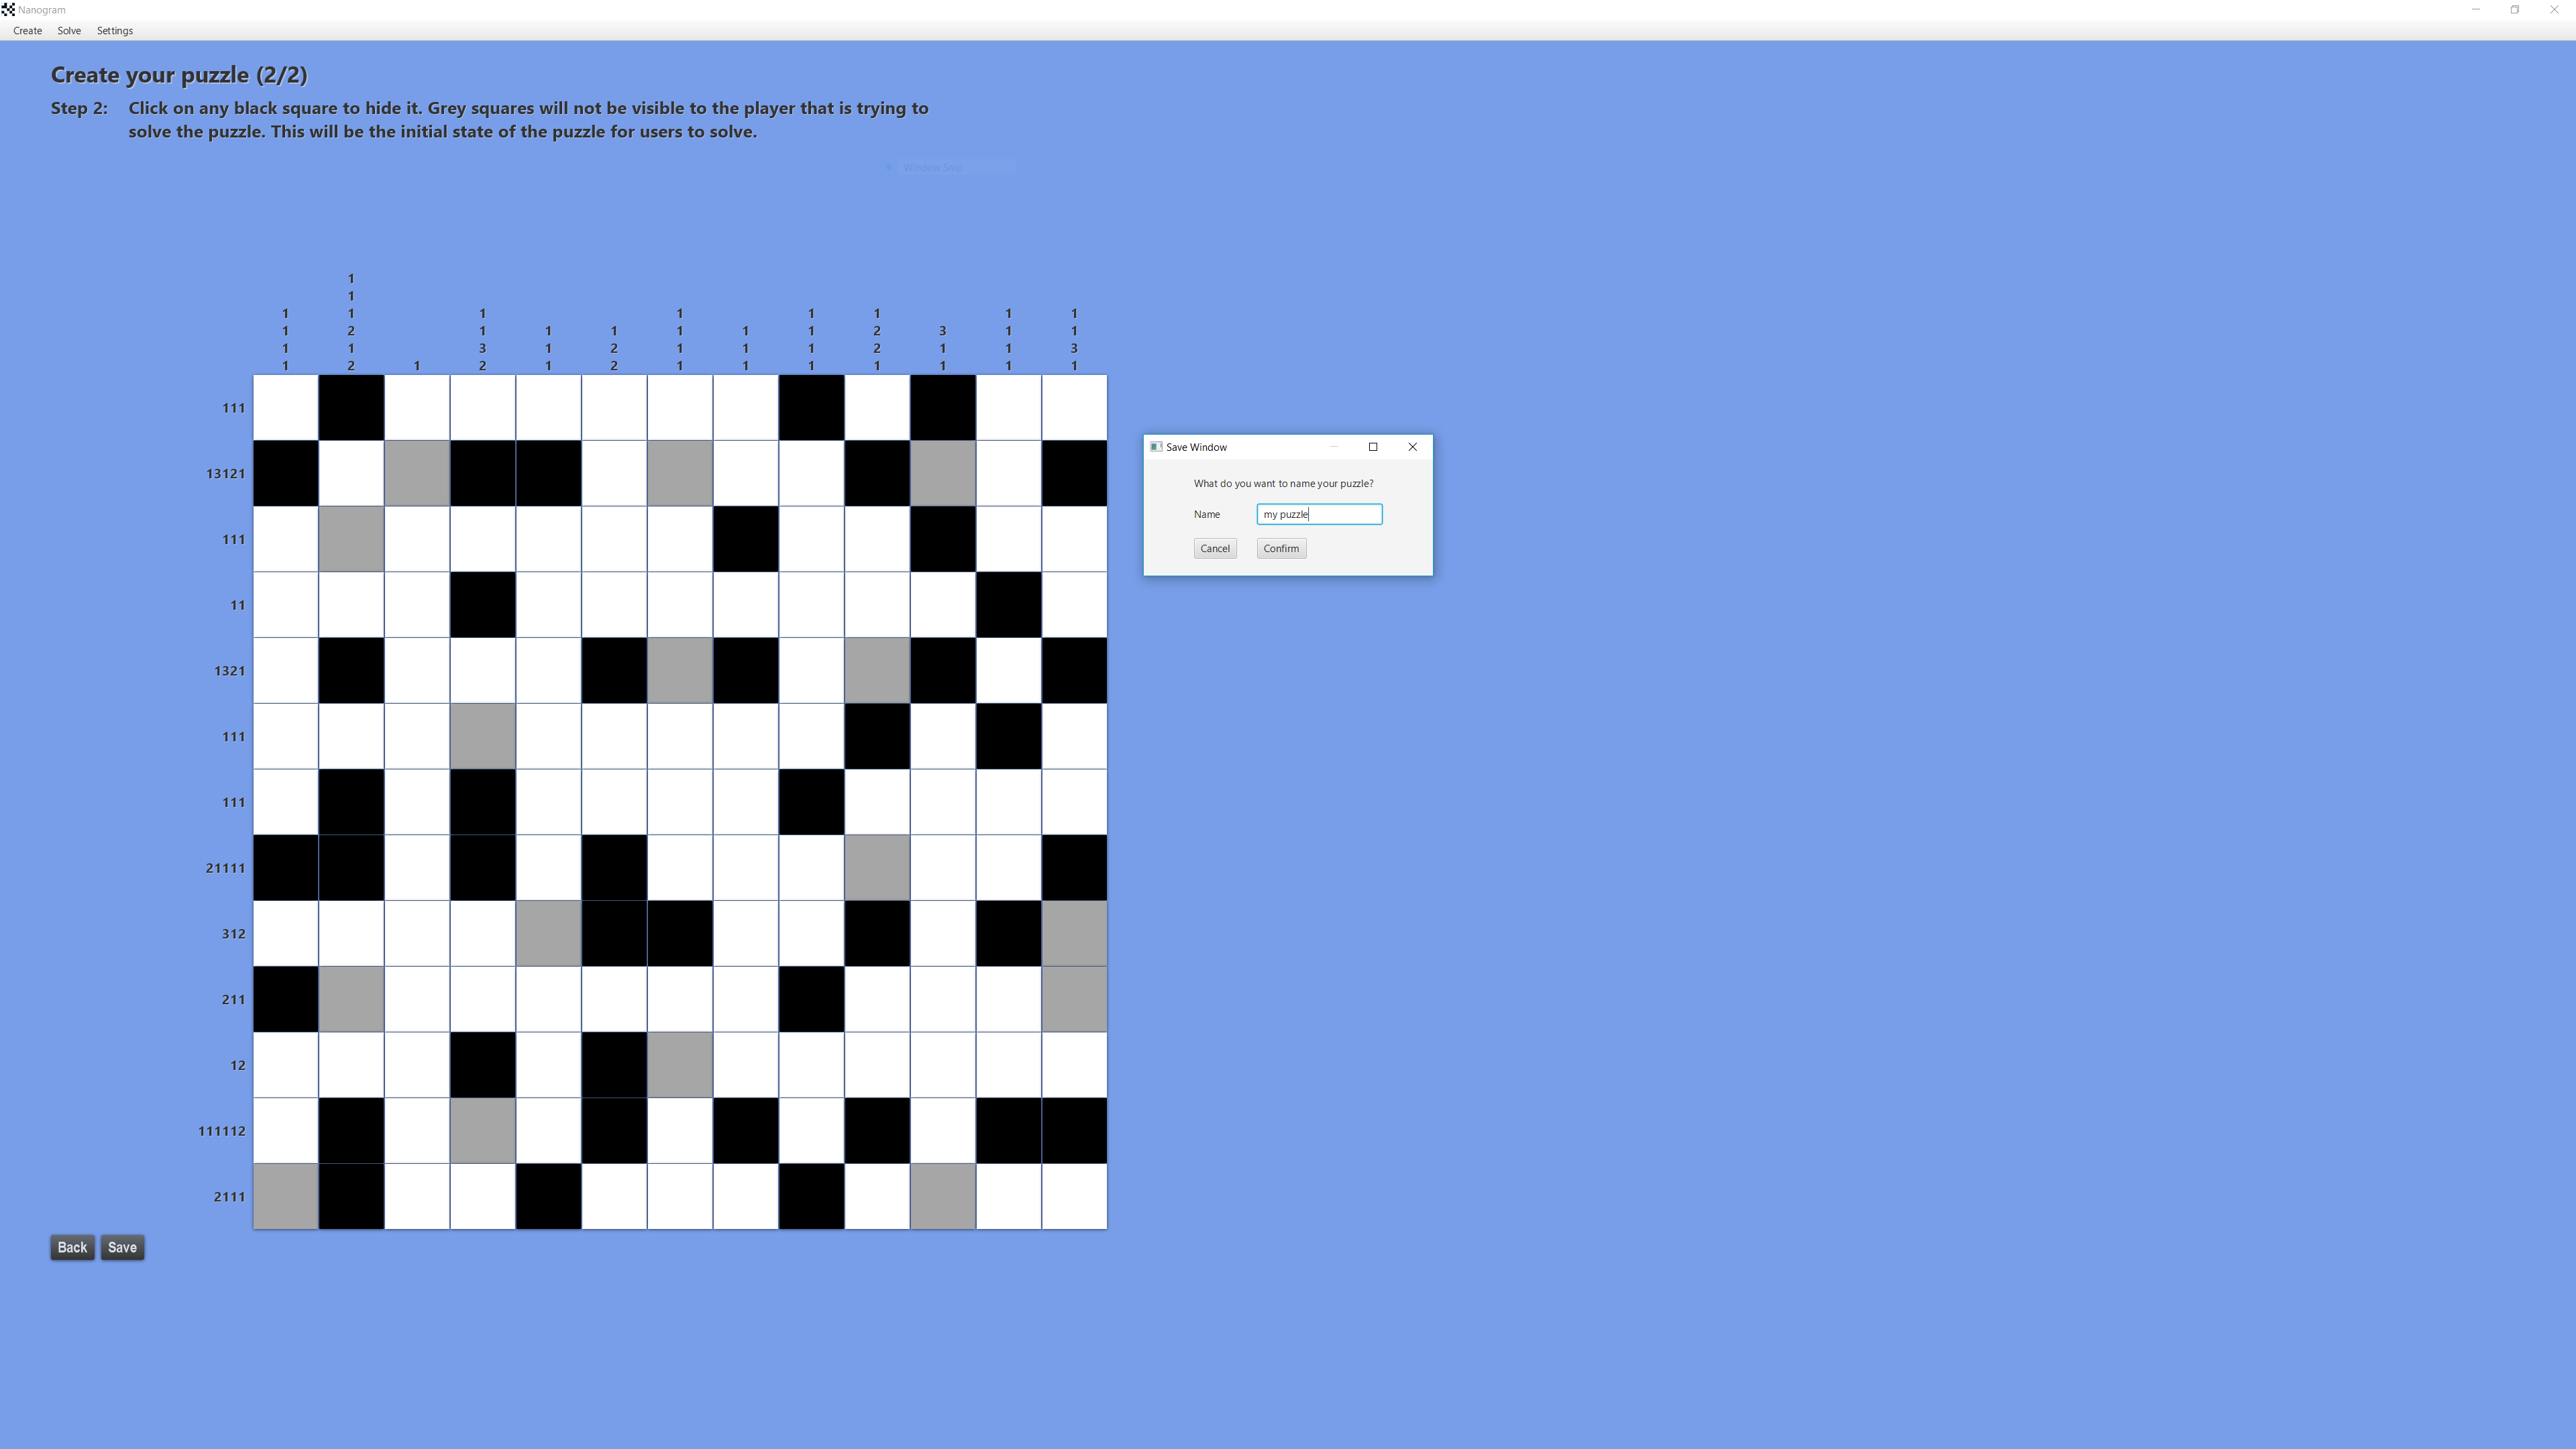 Nanogram
Create Solve Settings
Create your puzzle (2/2)
Step 2: Click on any black square to hide it. Grey squares will not be visible to the player that is trying to
solve the puzzle. This will be the initial state of the puzzle for users to solve.
Window Snip
1
1
1 1 1 1 1 1 1 1
1 2 1 1 1 1 1 1 2 3 1 1
1 1 3 1 2 1 1 1 2 1 1 3
1 2 1 2 1 2 1 1 1 1 1 1 1
111
13121
111
11
1321
111
111
21111
312
211
12
111112
2111
Back Save
Save Window
What do you want to name your puzzle?
Name my puzzle
Cancel Confirm